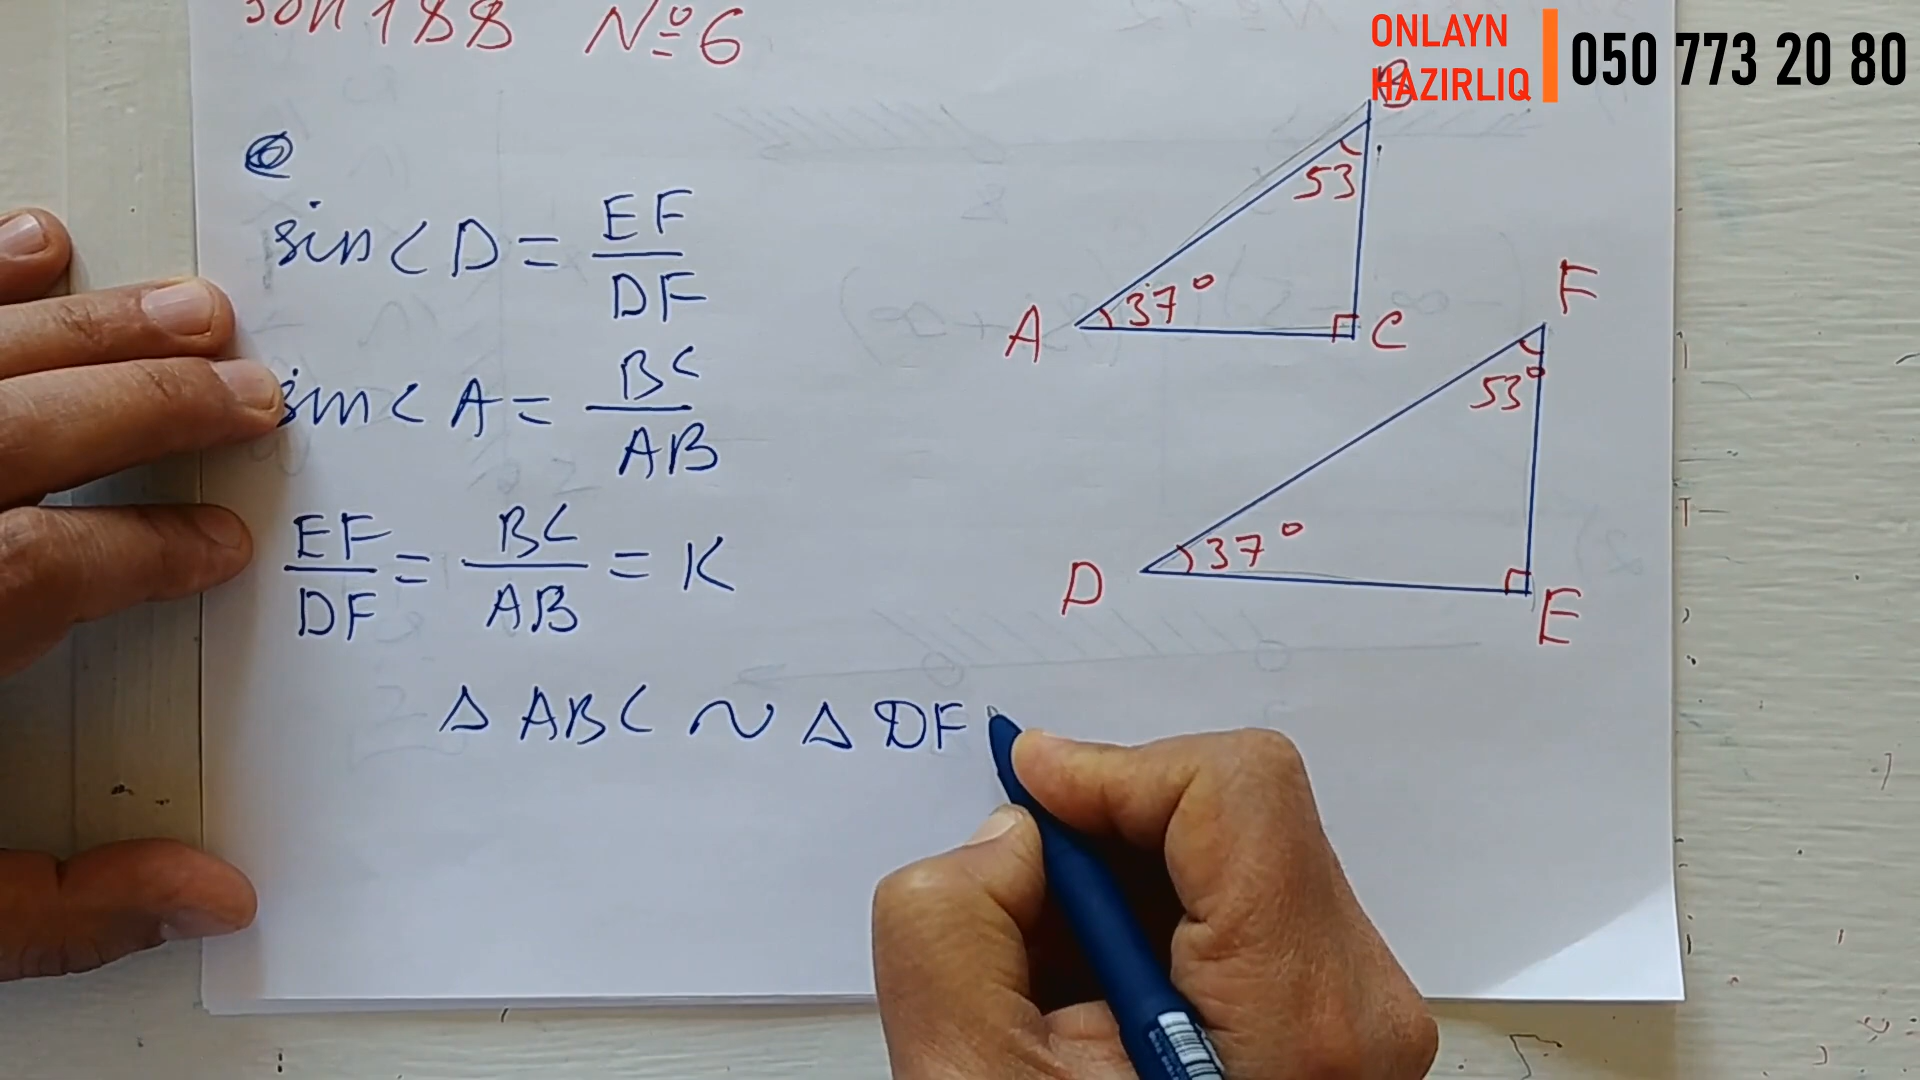 ONLAYN
HAZIRLIQ
050 773 20 80
188 №6
sin<D = EF/DF
sin<A = BC/AB
EF/DF = BC/AB = K
△ ABC ~ △ DF
A 37° B 53 C
D 37° F 53° E